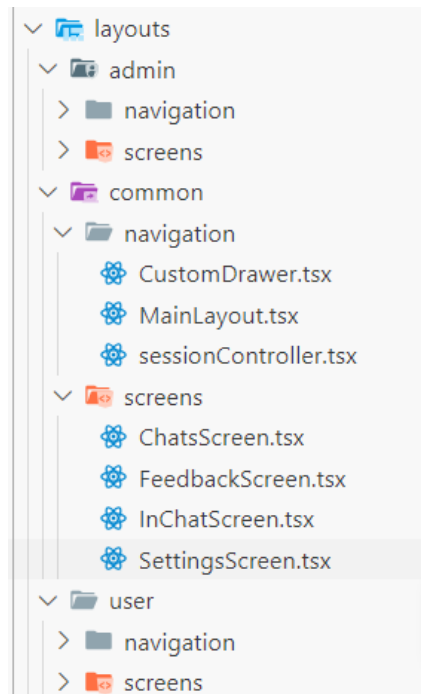 layouts
admin
navigation
screens
common
navigation
CustomDrawer.tsx
MainLayout.tsx
sessionController.tsx
screens
ChatsScreen.tsx
FeedbackScreen.tsx
InChatScreen.tsx
SettingsScreen.tsx
user
navigation
screens